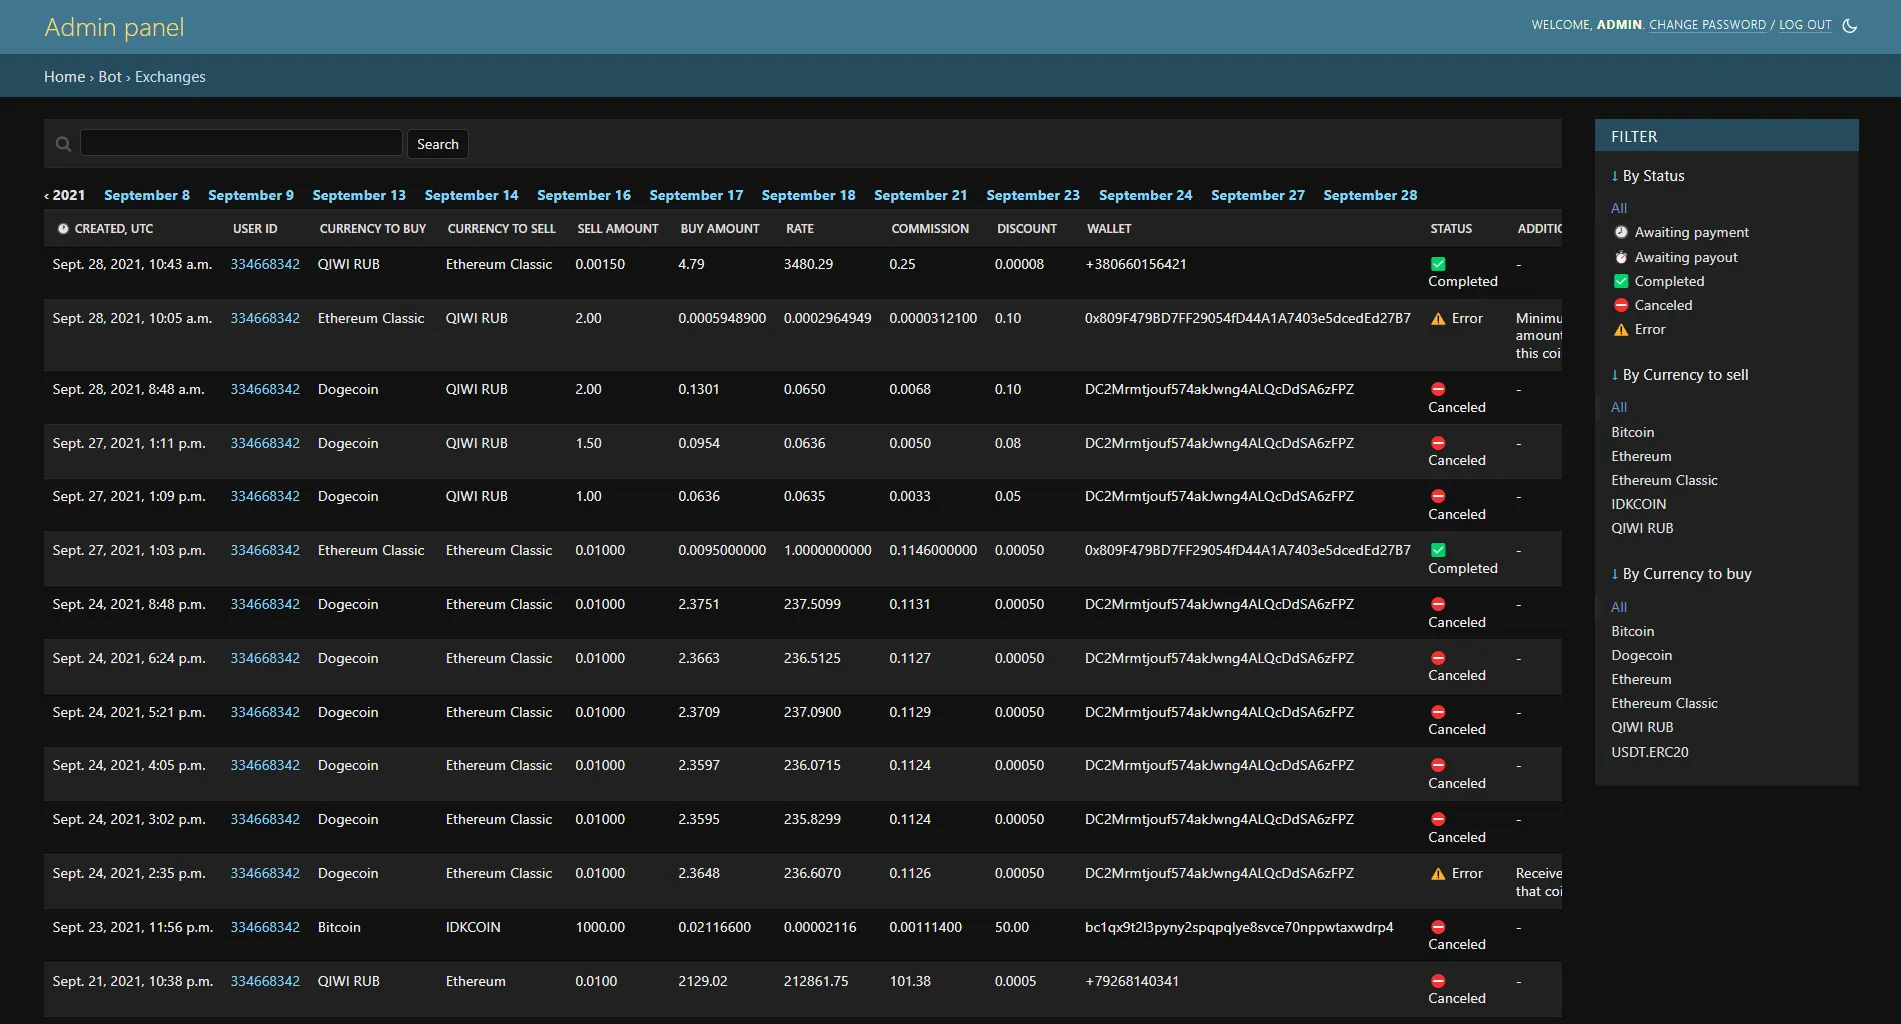 Admin panel
WELCOME, ADMIN. CHANGE PASSWORD / LOG OUT
Home › Bot › Exchanges
Search
‹ 2021 September 8 September 9 September 13 September 14 September 16 September 17 September 18 September 21 September 23 September 24 September 27 September 28
CREATED, UTC USER ID CURRENCY TO BUY CURRENCY TO SELL SELL AMOUNT BUY AMOUNT RATE COMMISSION DISCOUNT WALLET STATUS ADDITIO
Sept. 28, 2021, 10:43 a.m. 334668342 QIWI RUB Ethereum Classic 0.00150 4.79 3480.29 0.25 0.00008 +380660156421 -
Completed
Sept. 28, 2021, 10:05 a.m. 334668342 Ethereum Classic QIWI RUB 2.00 0.0005948900 0.0002964949 0.0000312100 0.10 0x809F479BD7FF29054fD44A1A7403e5dcedEd27B7 Error Minimu
amount
this coi
Sept. 28, 2021, 8:48 a.m. 334668342 Dogecoin QIWI RUB 2.00 0.1301 0.0650 0.0068 0.10 DC2Mrmtjouf574akJwng4ALQcDdSA6zFPZ -
Canceled
Sept. 27, 2021, 1:11 p.m. 334668342 Dogecoin QIWI RUB 1.50 0.0954 0.0636 0.0050 0.08 DC2Mrmtjouf574akJwng4ALQcDdSA6zFPZ -
Canceled
Sept. 27, 2021, 1:09 p.m. 334668342 Dogecoin QIWI RUB 1.00 0.0636 0.0635 0.0033 0.05 DC2Mrmtjouf574akJwng4ALQcDdSA6zFPZ -
Canceled
Sept. 27, 2021, 1:03 p.m. 334668342 Ethereum Classic Ethereum Classic 0.01000 0.0095000000 1.0000000000 0.1146000000 0.00050 0x809F479BD7FF29054fD44A1A7403e5dcedEd27B7 -
Completed
Sept. 24, 2021, 8:48 p.m. 334668342 Dogecoin Ethereum Classic 0.01000 2.3751 237.5099 0.1131 0.00050 DC2Mrmtjouf574akJwng4ALQcDdSA6zFPZ -
Canceled
Sept. 24, 2021, 6:24 p.m. 334668342 Dogecoin Ethereum Classic 0.01000 2.3663 236.5125 0.1127 0.00050 DC2Mrmtjouf574akJwng4ALQcDdSA6zFPZ -
Canceled
Sept. 24, 2021, 5:21 p.m. 334668342 Dogecoin Ethereum Classic 0.01000 2.3709 237.0900 0.1129 0.00050 DC2Mrmtjouf574akJwng4ALQcDdSA6zFPZ -
Canceled
Sept. 24, 2021, 4:05 p.m. 334668342 Dogecoin Ethereum Classic 0.01000 2.3597 236.0715 0.1124 0.00050 DC2Mrmtjouf574akJwng4ALQcDdSA6zFPZ -
Canceled
Sept. 24, 2021, 3:02 p.m. 334668342 Dogecoin Ethereum Classic 0.01000 2.3595 235.8299 0.1124 0.00050 DC2Mrmtjouf574akJwng4ALQcDdSA6zFPZ -
Canceled
Sept. 24, 2021, 2:35 p.m. 334668342 Dogecoin Ethereum Classic 0.01000 2.3648 236.6070 0.1126 0.00050 DC2Mrmtjouf574akJwng4ALQcDdSA6zFPZ Error Receive
that coi
Sept. 23, 2021, 11:56 p.m. 334668342 Bitcoin IDKCOIN 1000.00 0.02116600 0.00002116 0.00111400 50.00 bc1qx9t2l3pyny2spqpqlye8svce70nppwtaxwdrp4 -
Canceled
Sept. 21, 2021, 10:38 p.m. 334668342 QIWI RUB Ethereum 0.0100 2129.02 212861.75 101.38 0.0005 +79268140341 -
Canceled
FILTER
↓ By Status
All
Awaiting payment
Awaiting payout
Completed
Canceled
Error
↓ By Currency to sell
All
Bitcoin
Ethereum
Ethereum Classic
IDKCOIN
QIWI RUB
↓ By Currency to buy
All
Bitcoin
Dogecoin
Ethereum
Ethereum Classic
QIWI RUB
USDT.ERC20